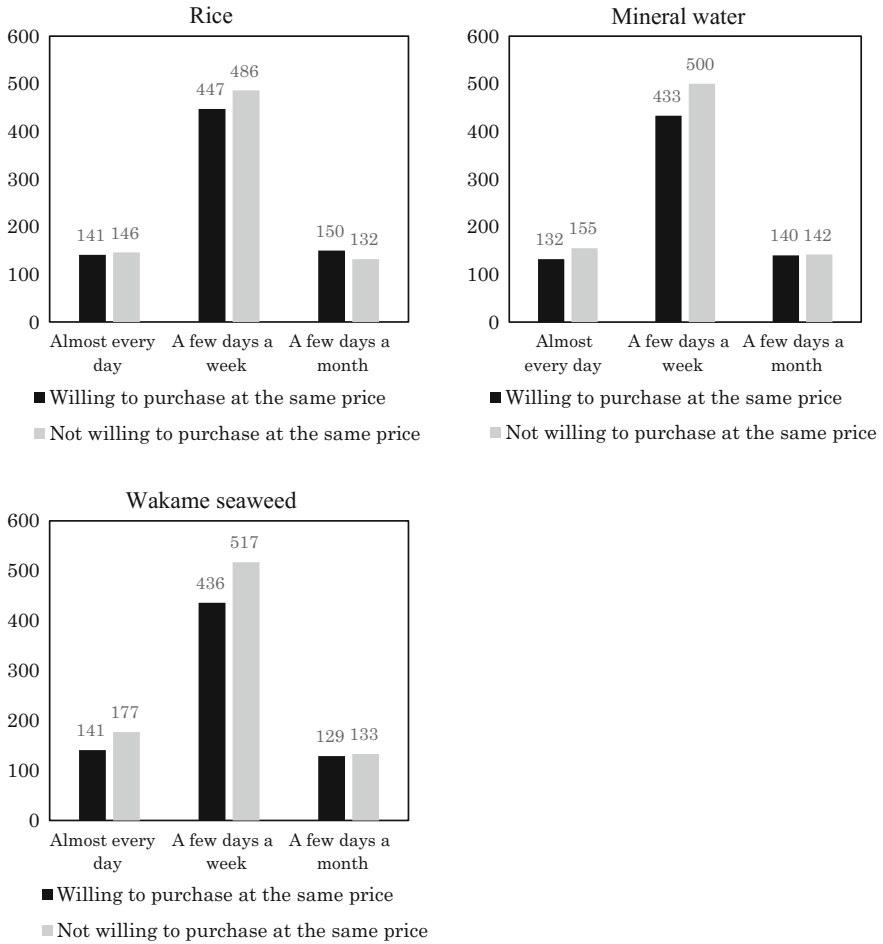 Rice
600
500
400
300
200
100
0
141 146
447 486
150 132
Almost every day
A few days a week
A few days a month
■ Willing to purchase at the same price
■ Not willing to purchase at the same price
Mineral water
600
500
400
300
200
100
0
132 155
433 500
140 142
Almost every day
A few days a week
A few days a month
■ Willing to purchase at the same price
■ Not willing to purchase at the same price
Wakame seaweed
600
500
400
300
200
100
0
141 177
436 517
129 133
Almost every day
A few days a week
A few days a month
■ Willing to purchase at the same price
■ Not willing to purchase at the same price